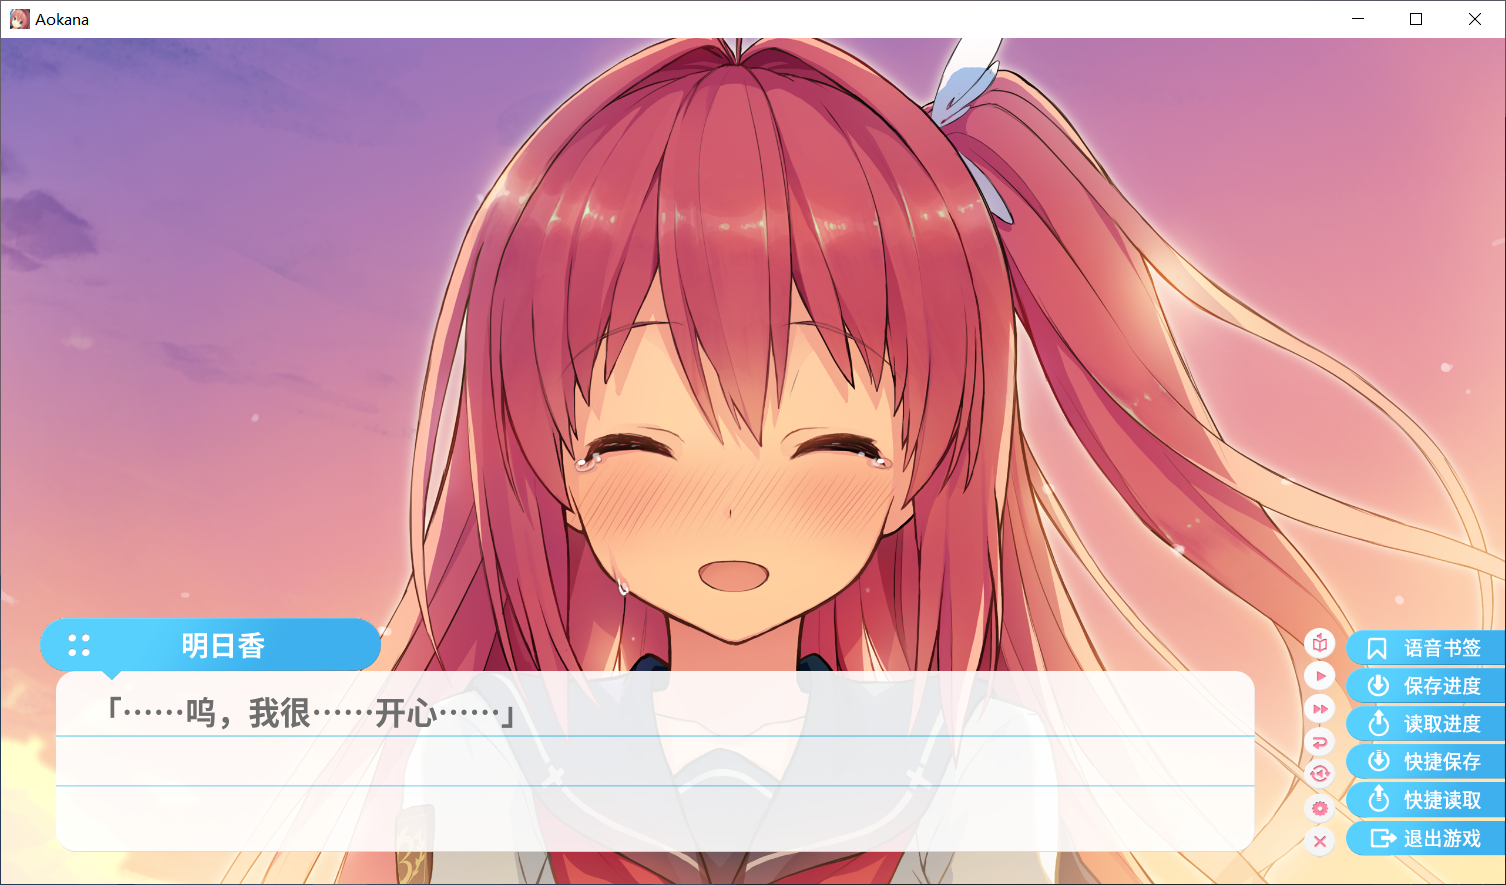 Aokana
明日香
「……呜，我很……开心……」
语音书签
保存进度
读取进度
快捷保存
快捷读取
退出游戏